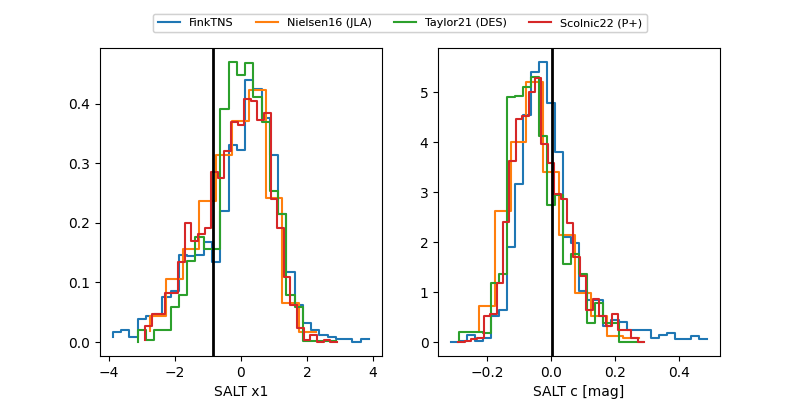 FinkTNS Nielsen16 (JLA) Taylor21 (DES) Scolnic22 (P+)
0.4
0.3
0.2
0.1
0.0
−4 −2 0 2 4
SALT x1
5
4
3
2
1
0
−0.2 0.0 0.2 0.4
SALT c [mag]